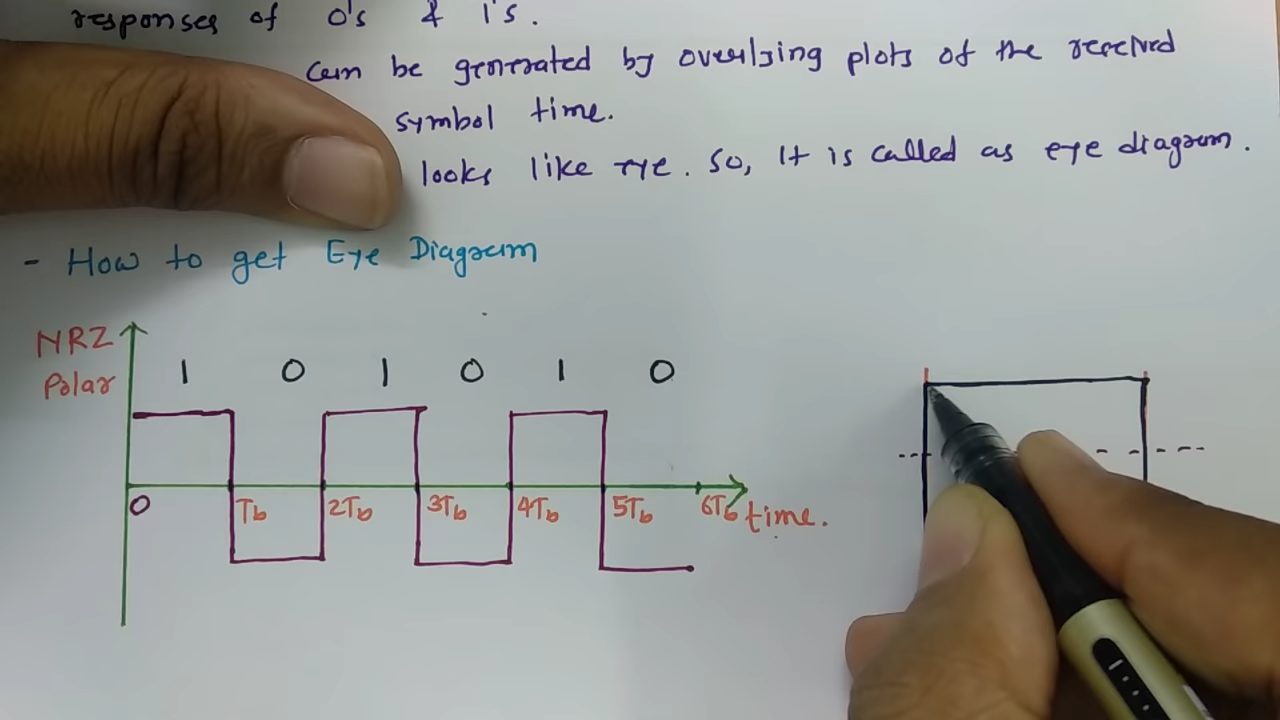 responses of 0's & 1's.
can be generated by overlying plots of the received
symbol time.
looks like eye. So, It is called as eye diagram.
- How to get Eye Diagram
NRZ
Polar
1 0 1 0 1 0
0 Tb 2Tb 3Tb 4Tb 5Tb 6Tb time.